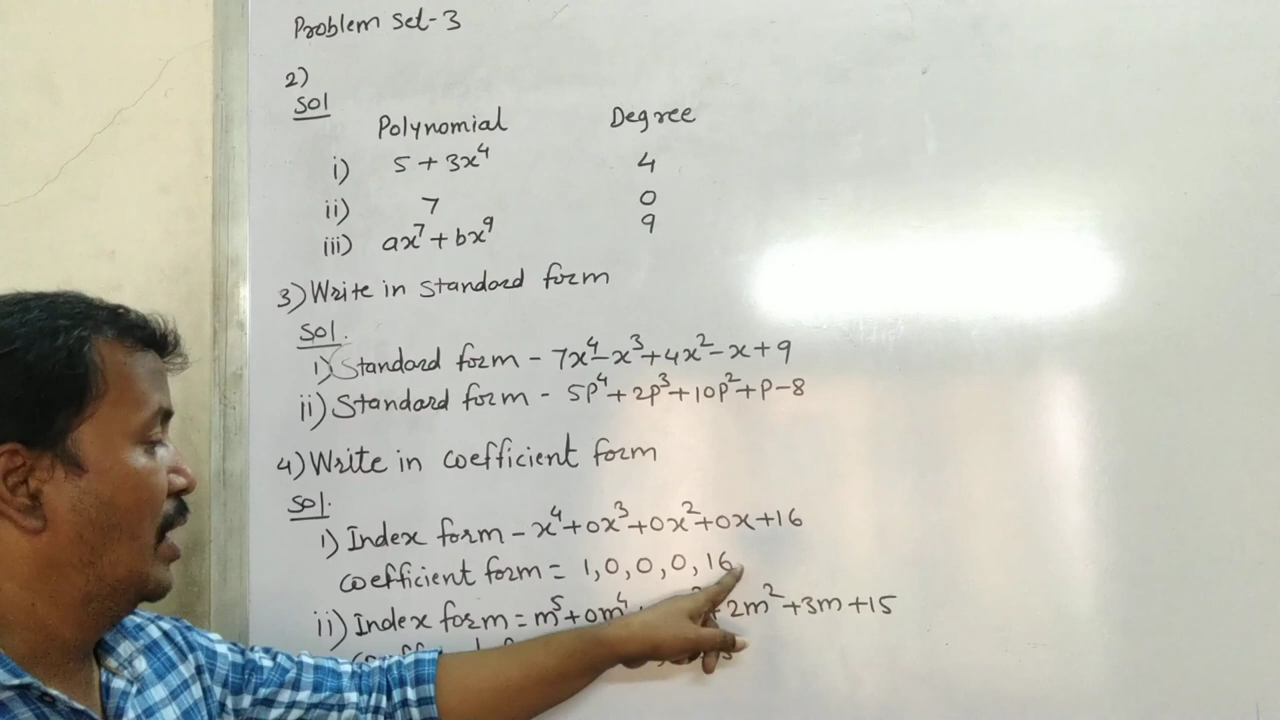 Problem Set-3
2)
Sol
Polynomial Degree
i) 5 + 3x⁴ 4
ii) 7 0
iii) ax⁷ + bx⁹ 9
3) Write in standard form
Sol.
i) Standard form - 7x⁴ - x³ + 4x² - x + 9
ii) Standard form - 5p⁴ + 2p³ + 10p² + p - 8
4) Write in coefficient form
Sol.
i) Index form - x⁴ + 0x³ + 0x² + 0x + 16
coefficient form = 1, 0, 0, 0, 16
ii) Index form = m⁵ + 0m⁴ + 2m² + 3m + 15